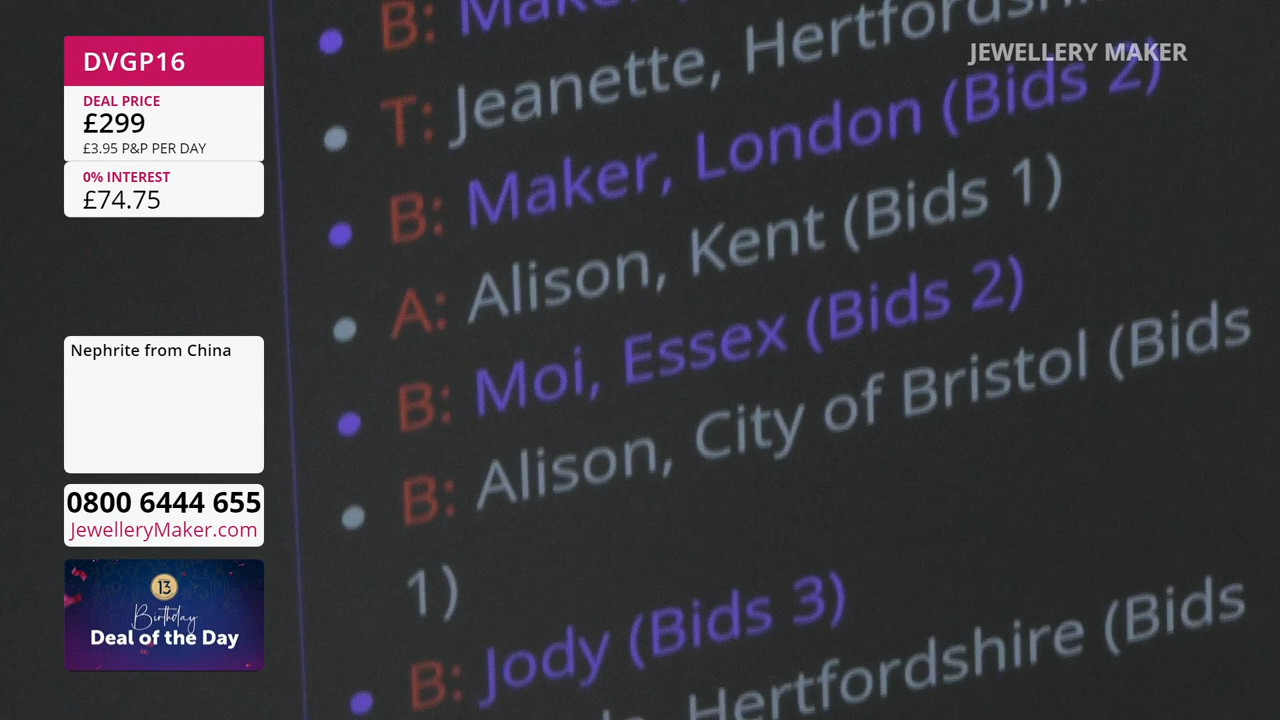 DVGP16
DEAL PRICE
£299
£3.95 P&P PER DAY
0% INTEREST
£74.75
Nephrite from China
0800 6444 655
JewelleryMaker.com
13
Birthday
Deal of the Day
JEWELLERY MAKER
B: Maker,
T: Jeanette,
B: Maker, London (Bids 2)
A: Alison, Kent (Bids 1)
B: Moi, Essex (Bids 2)
B: Alison, City of Bristol (Bids
1)
B: Jody (Bids 3)
Hertfordshire (Bids